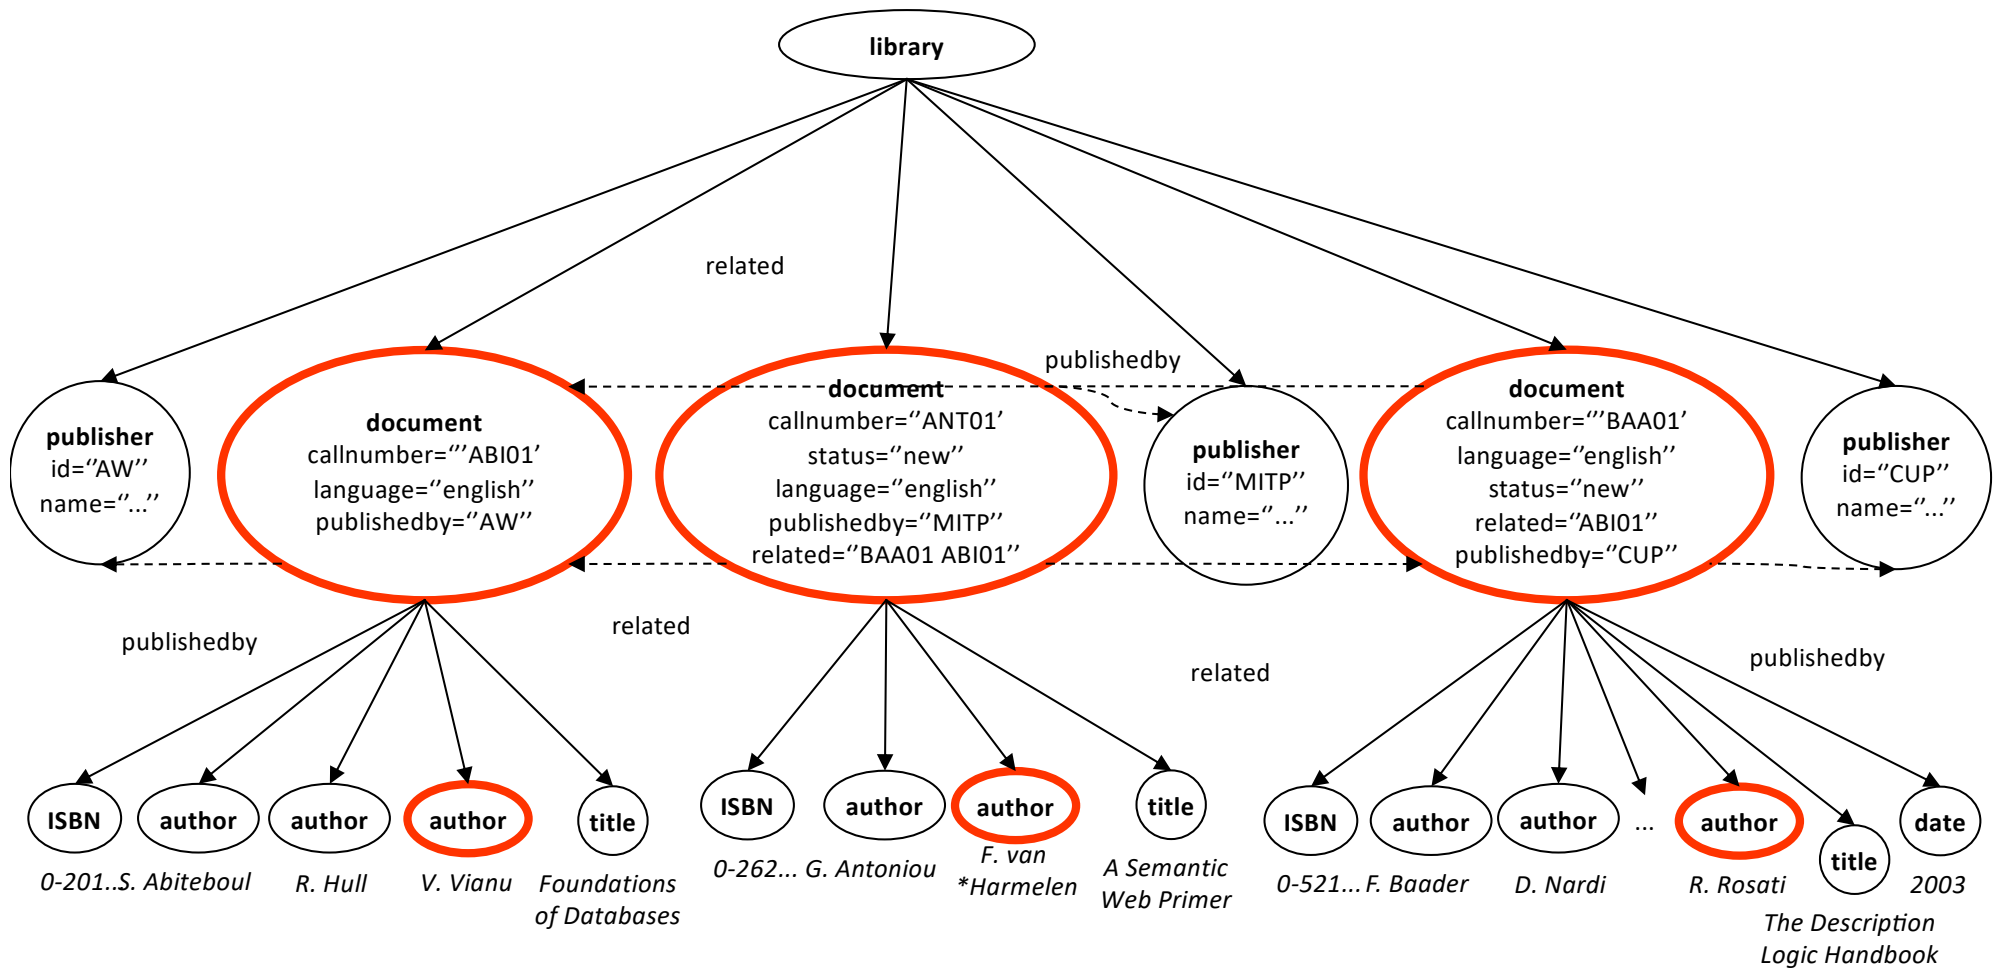 library
related
publishedby
publisher
id=‘’AW’’
name=‘’...’’
document
callnumber=‘’’ABI01’
language=‘’english’’
publishedby=‘’AW’’
document
callnumber=‘’ANT01’
status=‘’new’’
language=‘’english’’
publishedby=‘’MITP’’
related=‘’BAA01 ABI01’’
publisher
id=‘’MITP’’
name=‘’...’’
document
callnumber=‘’’BAA01’
language=‘’english’’
status=‘’new’’
related=‘’ABI01’’
publishedby=‘’CUP’’
publisher
id=‘’CUP’’
name=‘’...’’
publishedby
related
related
publishedby
ISBN
author
author
author
title
ISBN
author
author
title
ISBN
author
author
...
author
title
date
0-201...
S. Abiteboul
R. Hull
V. Vianu
Foundations
of Databases
0-262...
G. Antoniou
F. van
*Harmelen
A Semantic
Web Primer
0-521...
F. Baader
D. Nardi
R. Rosati
The Description
Logic Handbook
2003